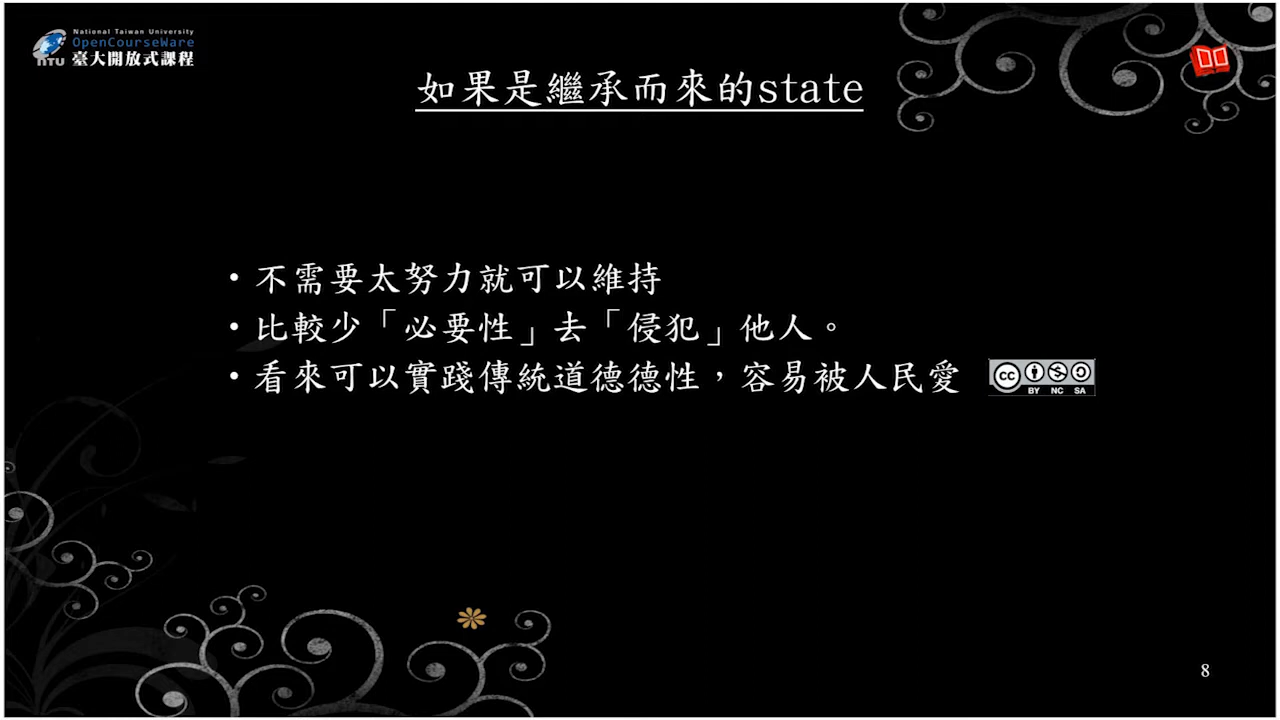 National Taiwan University
OpenCourseWare
NTU 臺大開放式課程
如果是繼承而來的state
• 不需要太努力就可以維持
• 比較少「必要性」去「侵犯」他人。
• 看來可以實踐傳統道德德性，容易被人民愛
cc BY NC SA
8